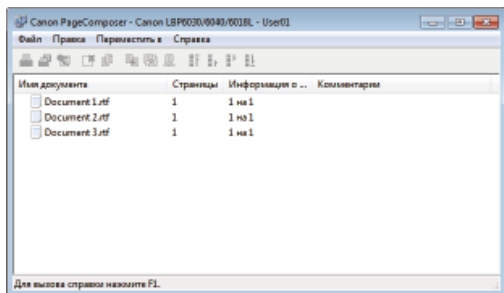 Canon PageComposer - Canon LBP6030/6040/6018L - User01
Файл Правка Переместить в Справка
Имя документа Страницы Информация о ... Комментарии
Document 1.rtf 1 1 на 1
Document 2.rtf 1 1 на 1
Document 3.rtf 1 1 на 1
Для вызова справки нажмите F1.